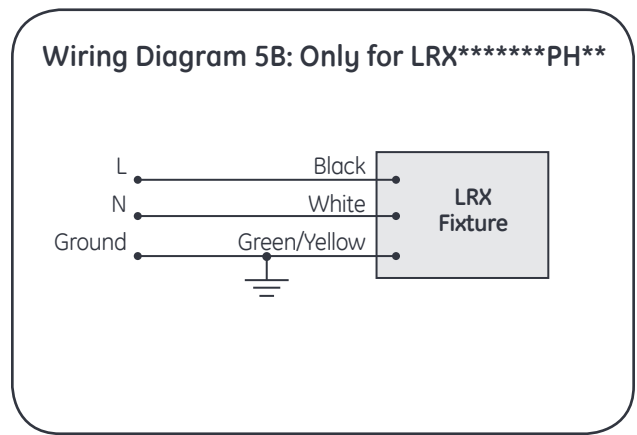 Wiring Diagram 5B: Only for LRX*******PH**
L Black
N White
Ground Green/Yellow
LRX
Fixture